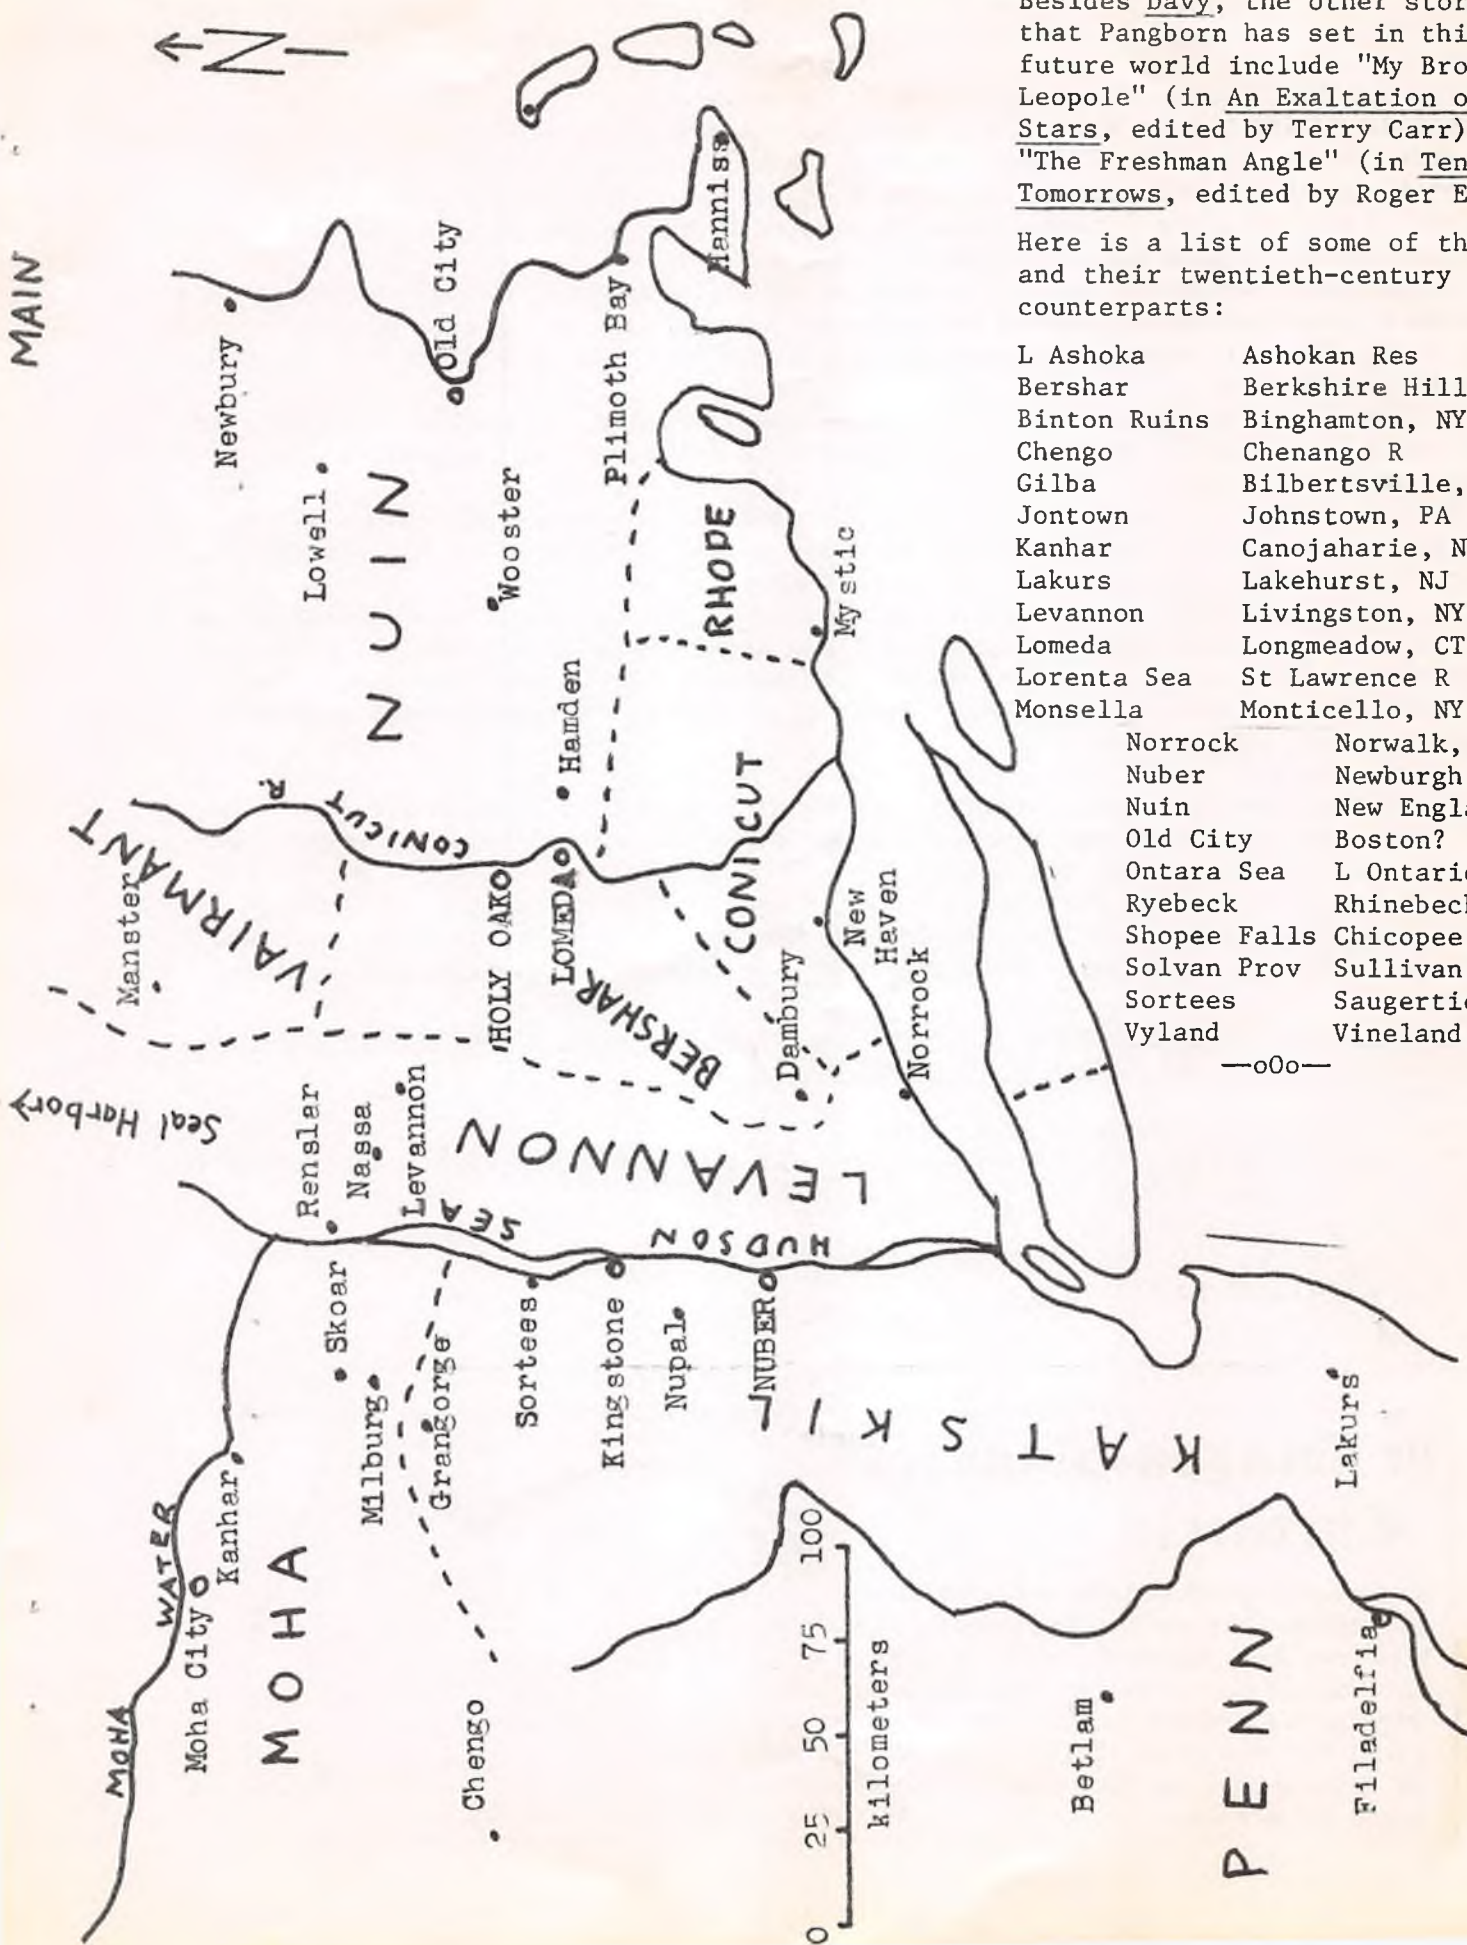 Besides Davy, the other stor
that Pangborn has set in thi
future world include "My Bro
Leopole" (in An Exaltation o
Stars, edited by Terry Carr)
"The Freshman Angle" (in Ten
Tomorrows, edited by Roger E
Here is a list of some of th
and their twentieth-century
counterparts:
L Ashoka Ashokan Res
Bershar Berkshire Hill
Binton Ruins Binghamton, NY
Chengo Chenango R
Gilba Bilbertsville,
Jontown Johnstown, PA
Kanhar Canojaharie, N
Lakurs Lakehurst, NJ
Levannon Livingston, NY
Lomeda Longmeadow, CT
Lorenta Sea St Lawrence R
Monsella Monticello, NY
Norrock Norwalk,
Nuber Newburgh
Nuin New Engla
Old City Boston?
Ontara Sea L Ontari
Ryebeck Rhinebec
Shopee Falls Chicopee
Solvan Prov Sullivan
Sortees Saugerti
Vyland Vineland
—oOo—
MAIN
N
Newbury
Lowell
Old City
NUIN
Wooster
Plimoth Bay
Hanniss
RHODE
Mystic
Hamden
CONICUT R.
VAIRMANT
Manster
HOLY OAK
LOMEDA
BERSHAR
CONICUT
New
Haven
Dambury
Norrock
Seal Harbor
Renslar
Nassa
Levannon
LEVANNON
HUDSON SEA
Skoar
Milburg
Grangorge
Sortees
Kingstone
Nupal
NUBER
KATSKIL
Lakurs
MOHA WATER
Moha City
Kanhar
MOHA
Chengo
0 25 50 75 100
kilometers
Betlam
PENN
Filadelfia